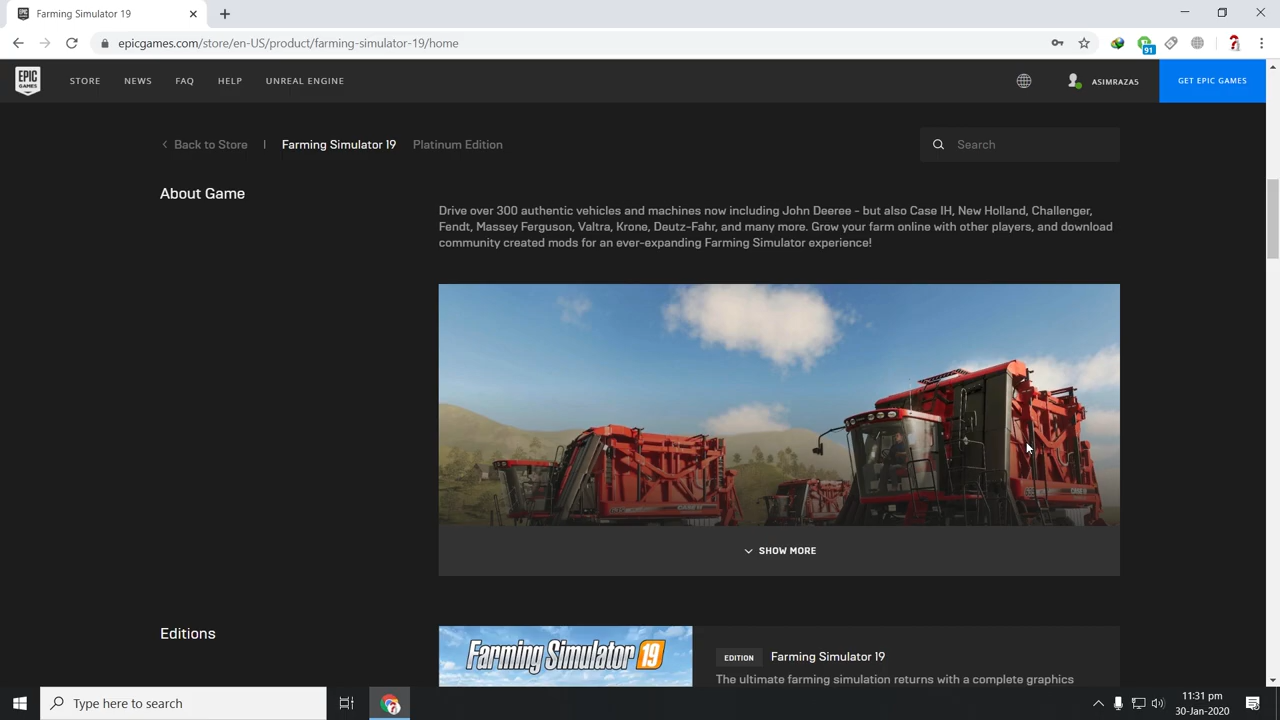 Farming Simulator 19
epicgames.com/store/en-US/product/farming-simulator-19/home
91
EPIC GAMES
STORE NEWS FAQ HELP UNREAL ENGINE
ASIMRAZA5
GET EPIC GAMES
Back to Store | Farming Simulator 19 Platinum Edition
Search
About Game
Drive over 300 authentic vehicles and machines now including John Deeree - but also Case IH, New Holland, Challenger,
Fendt, Massey Ferguson, Valtra, Krone, Deutz-Fahr, and many more. Grow your farm online with other players, and download
community created mods for an ever-expanding Farming Simulator experience!
CASE IH
SHOW MORE
Editions
Farming Simulator 19
EDITION Farming Simulator 19
The ultimate farming simulation returns with a complete graphics
Type here to search
11:31 pm
30-Jan-2020